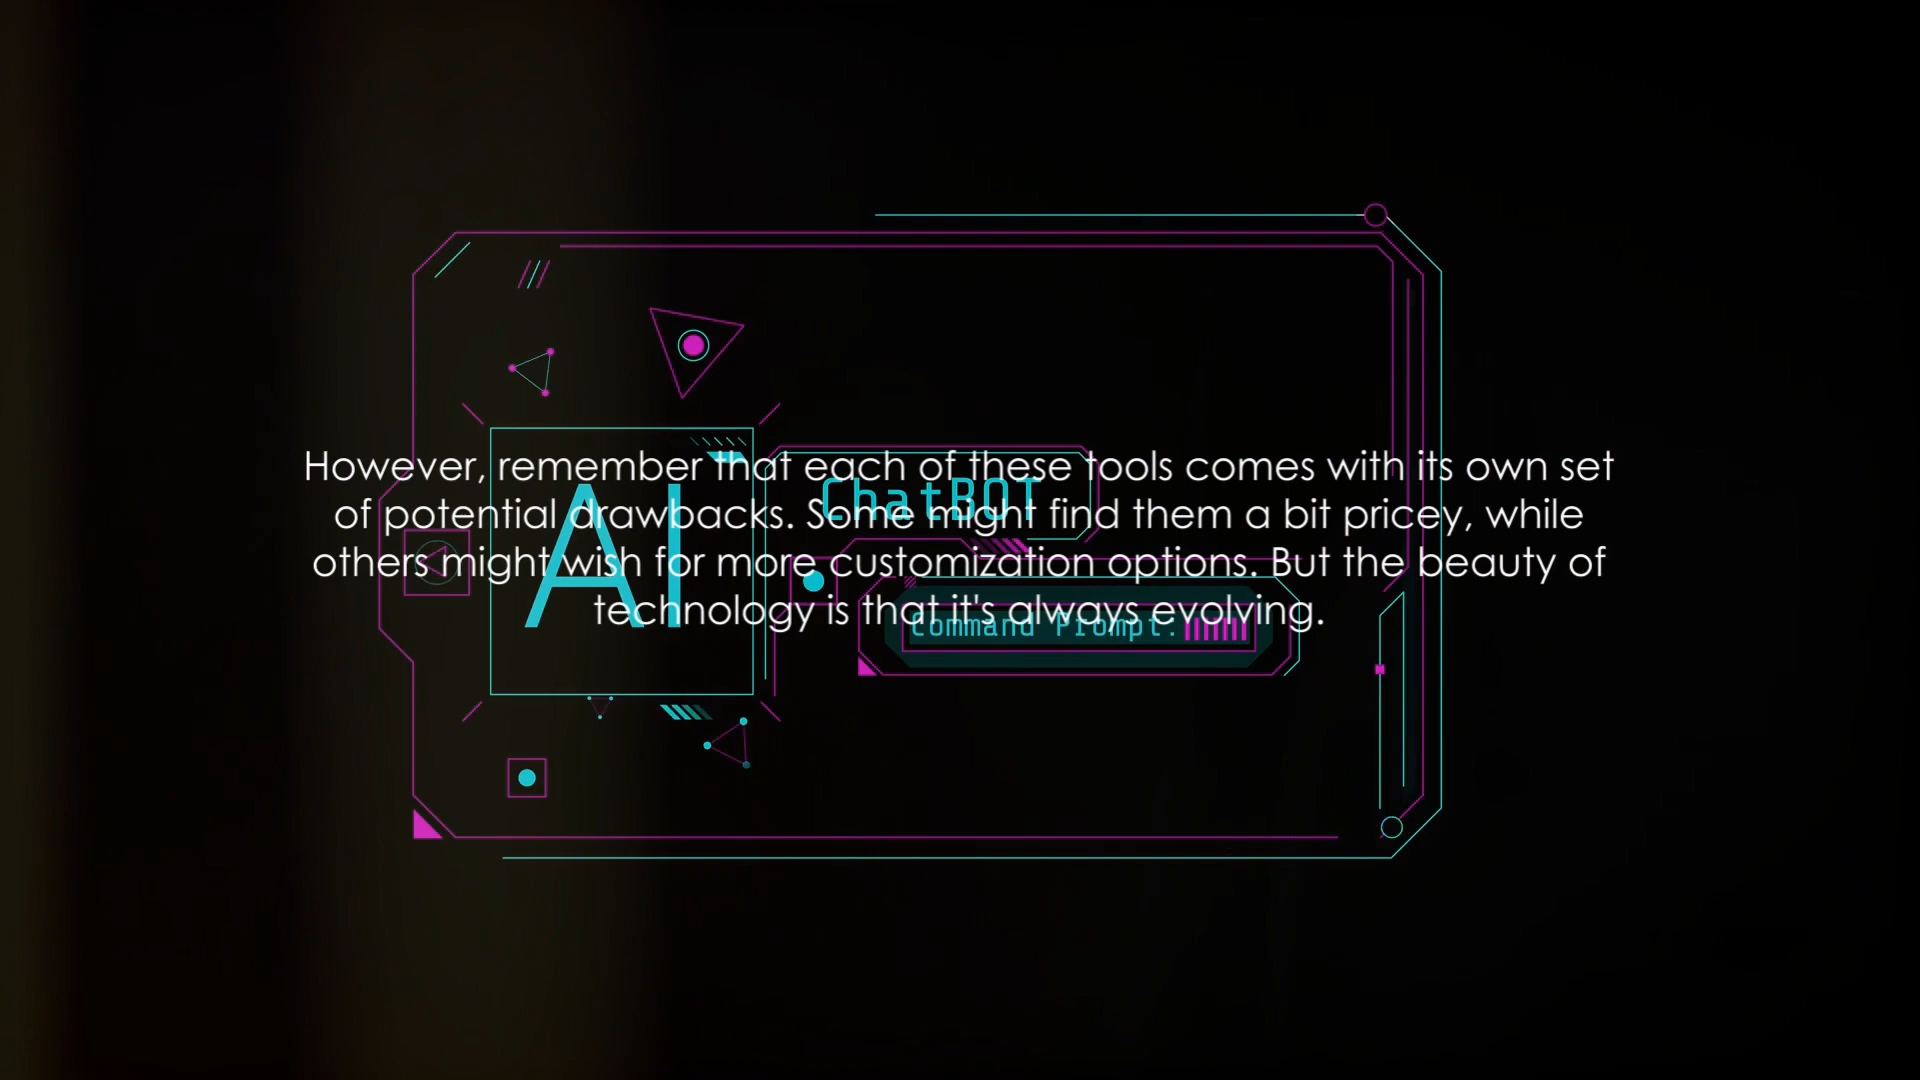 However, remember that each of these tools comes with its own set
of potential drawbacks. Some might find them a bit pricey, while
others might wish for more customization options. But the beauty of
technology is that it's always evolving.
AI
ChatBOT
Command Prompt: